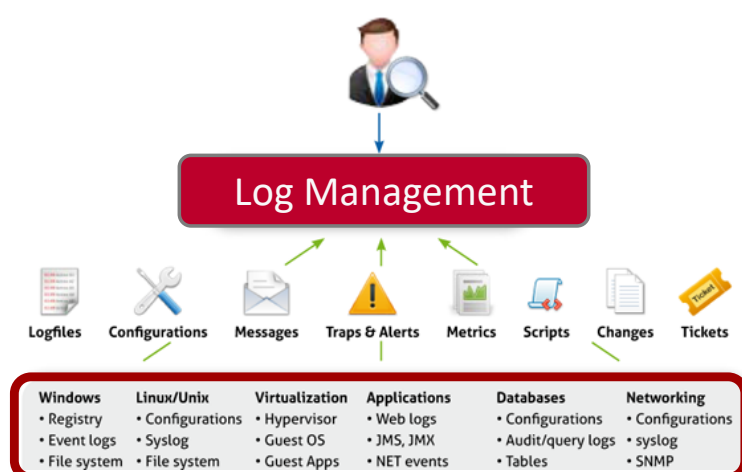 Log Management
Logfiles Configurations Messages Traps & Alerts Metrics Scripts Changes Tickets
Ticket
Windows Linux/Unix Virtualization Applications Databases Networking
• Registry • Configurations • Hypervisor • Web logs • Configurations • Configurations
• Event logs • Syslog • Guest OS • JMS, JMX • Audit/query logs • syslog
• File system • File system • Guest Apps • NET events • Tables • SNMP